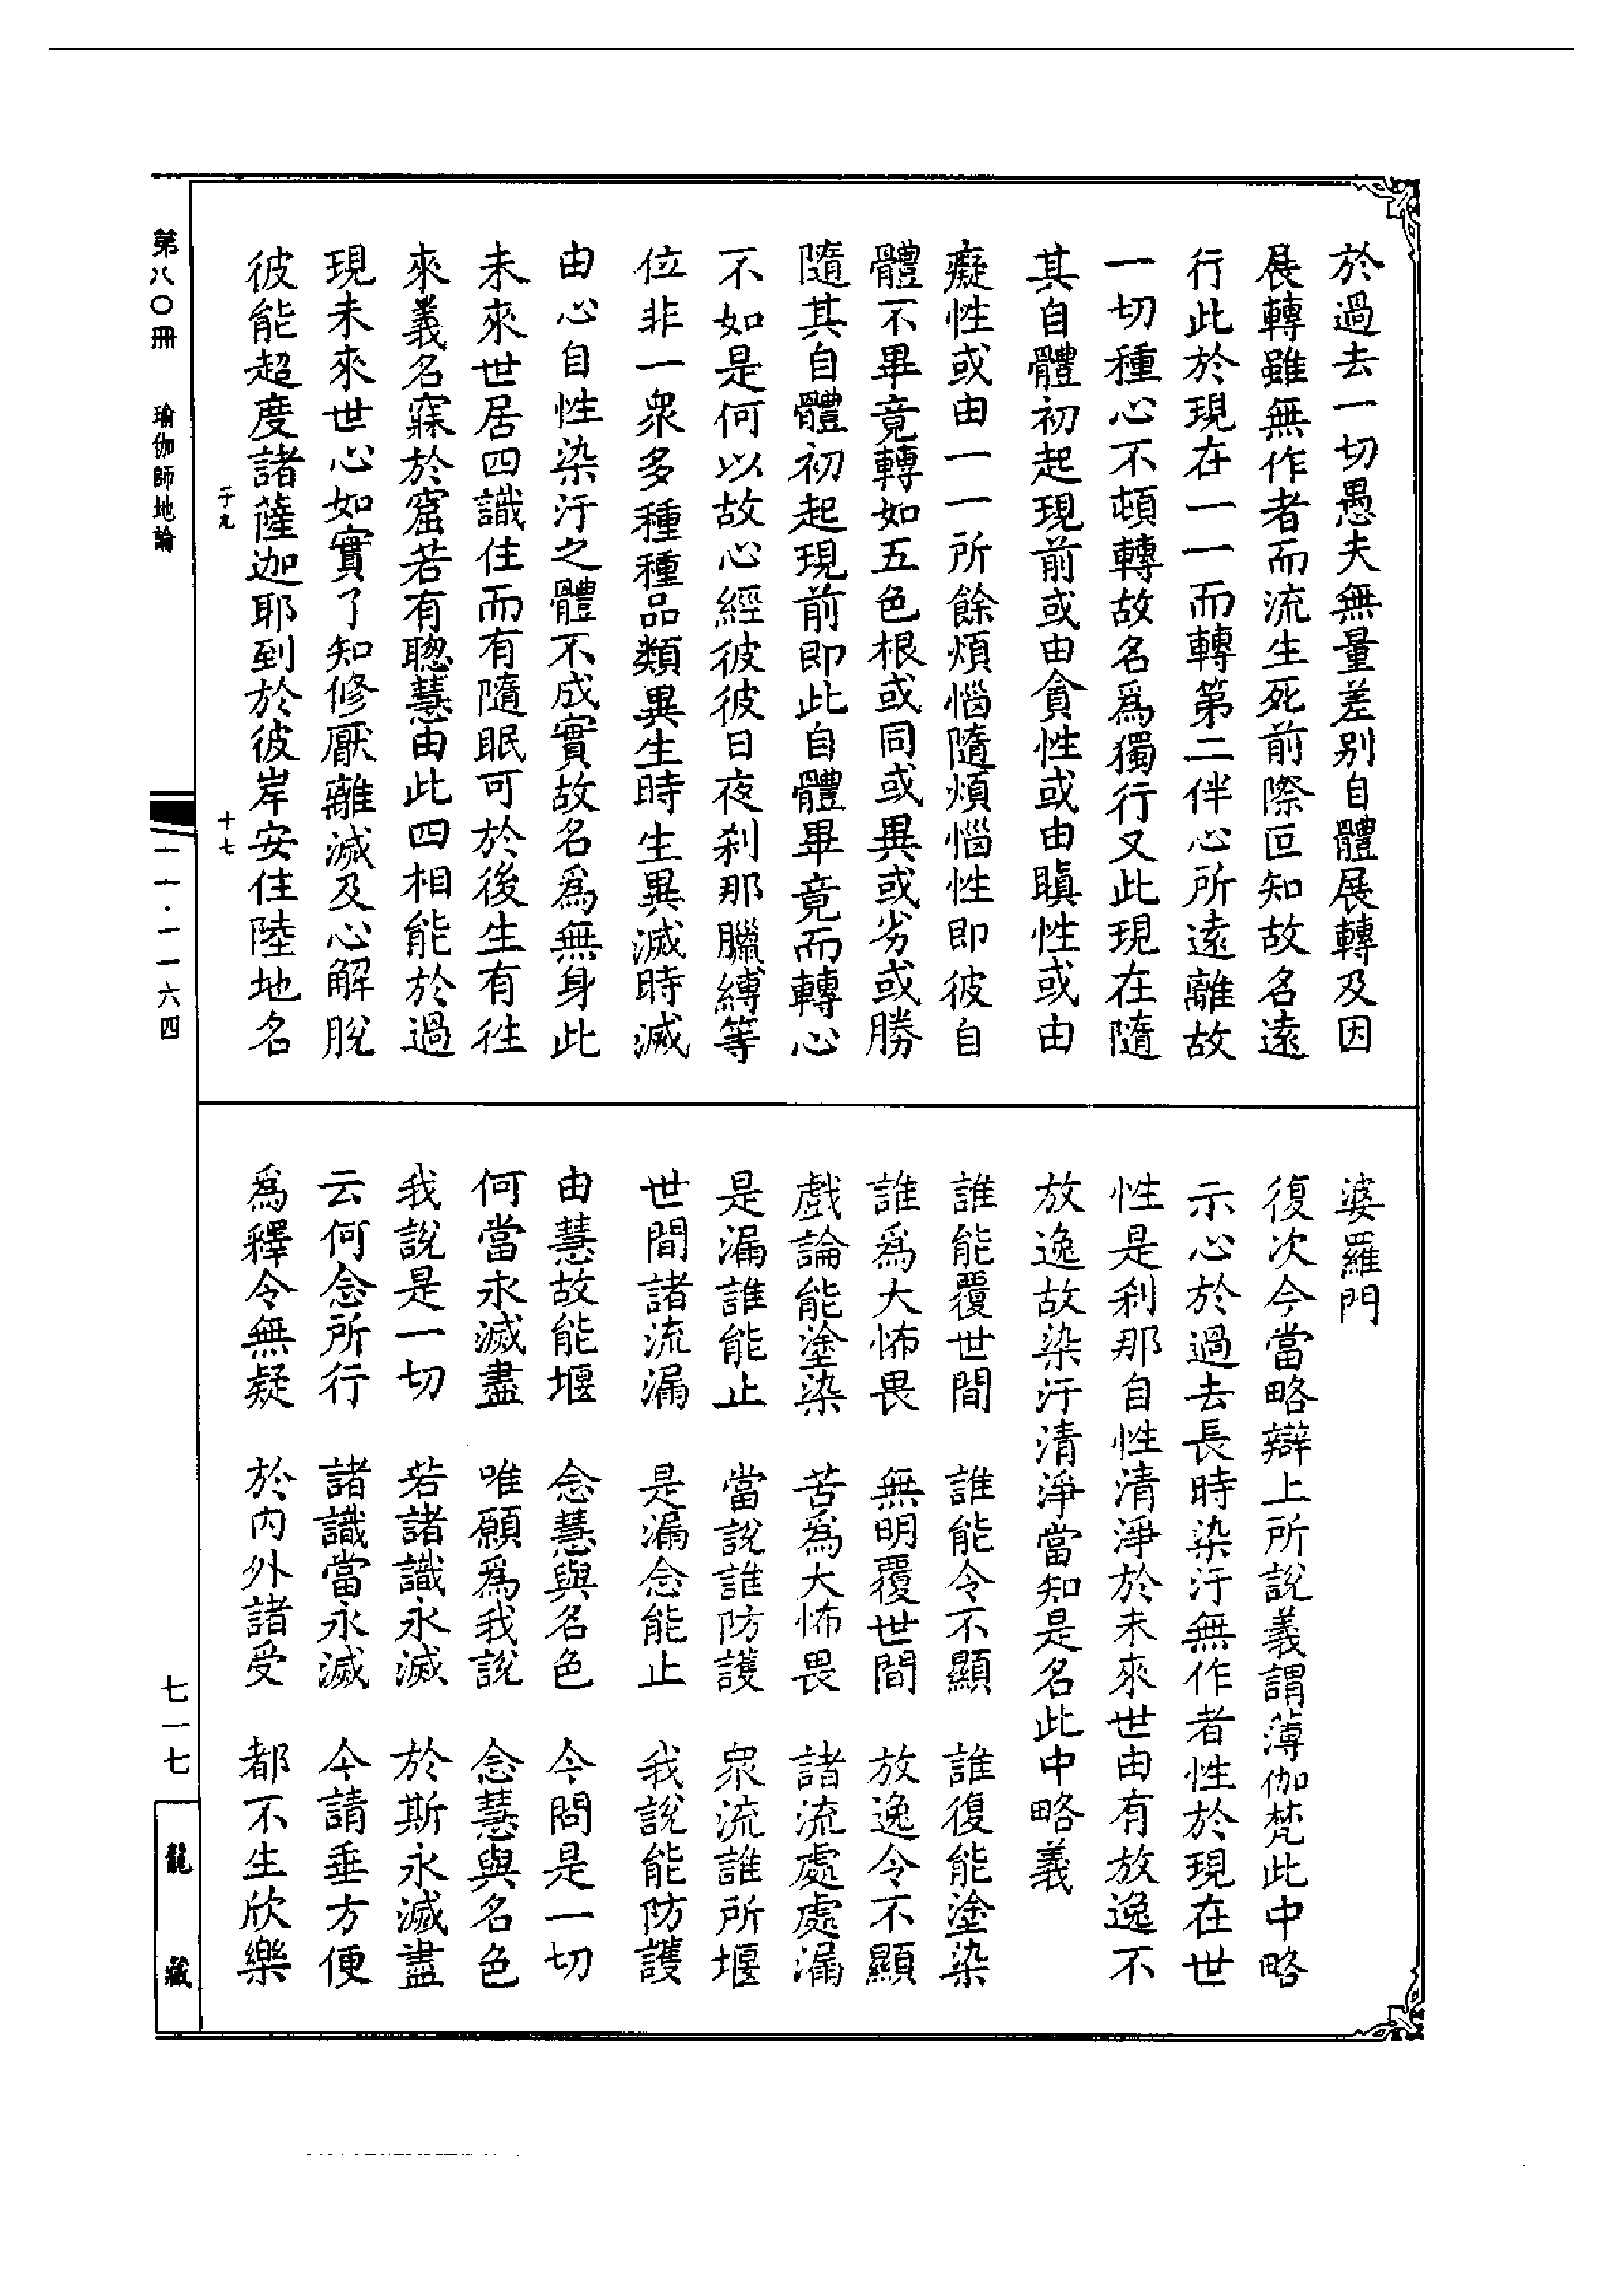 於過去一切愚夫無量差別自體展轉及因
展轉雖無作者而流生死前際叵知故名遠
行此於現在一一而轉第二伴心所遠離故
一切種心不頓轉故名爲獨行又此現在隨
其自體初起現前或由貪性或由瞋性或由
癡性或由一一所餘煩惱隨煩惱性即彼自
體不畢竟轉如五色根或同或異或劣或勝
隨其自體初起現前即此自體畢竟而轉心
不如是何以故心經彼彼日夜刹那臘縛等
位非一衆多種種品類異生時生異滅時滅
由心自性染汙之體不成實故名爲無身此
未來世居四識住而有隨眠可於後生有往
來義名寐於窟若有聰慧由此四相能於過
現未來世心如實了知修厭離滅及心解脫
彼能超度諸薩迦耶到於彼岸安住陸地名
婆羅門
復次今當略辯上所說義謂薄伽梵此中略
示心於過去長時染汙無作者性於現在世
性是刹那自性清淨於未來世由有放逸不
放逸故染汙清淨當知是名此中略義
誰能覆世間　誰能令不顯　誰復能塗染
誰爲大怖畏　無明覆世間　放逸令不顯
戲論能塗染　苦爲大怖畏　諸流處處漏
是漏誰能止　當說誰防護　衆流誰所堰
世間諸流漏　是漏念能止　我說能防護
由慧故能堰　念慧與名色　今問是一切
何當永滅盡　唯願爲我說　念慧與名色
我說是一切　若諸識永滅　於斯永滅盡
云何念所行　諸識當永滅　今請垂方便
爲釋令無疑　於內外諸受　都不生欣樂
于九
十七
第八〇冊　瑜伽師地論
一一·一一六四
七一七
龍藏